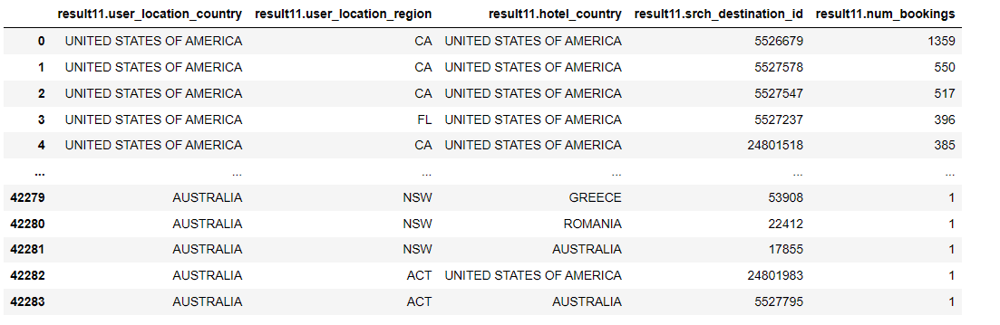 result11.user_location_country result11.user_location_region result11.hotel_country result11.srch_destination_id result11.num_bookings
0 UNITED STATES OF AMERICA CA UNITED STATES OF AMERICA 5526679 1359
1 UNITED STATES OF AMERICA CA UNITED STATES OF AMERICA 5527578 550
2 UNITED STATES OF AMERICA CA UNITED STATES OF AMERICA 5527547 517
3 UNITED STATES OF AMERICA FL UNITED STATES OF AMERICA 5527237 396
4 UNITED STATES OF AMERICA CA UNITED STATES OF AMERICA 24801518 385
... ... ... ... ... ...
42279 AUSTRALIA NSW GREECE 53908 1
42280 AUSTRALIA NSW ROMANIA 22412 1
42281 AUSTRALIA NSW AUSTRALIA 17855 1
42282 AUSTRALIA ACT UNITED STATES OF AMERICA 24801983 1
42283 AUSTRALIA ACT AUSTRALIA 5527795 1